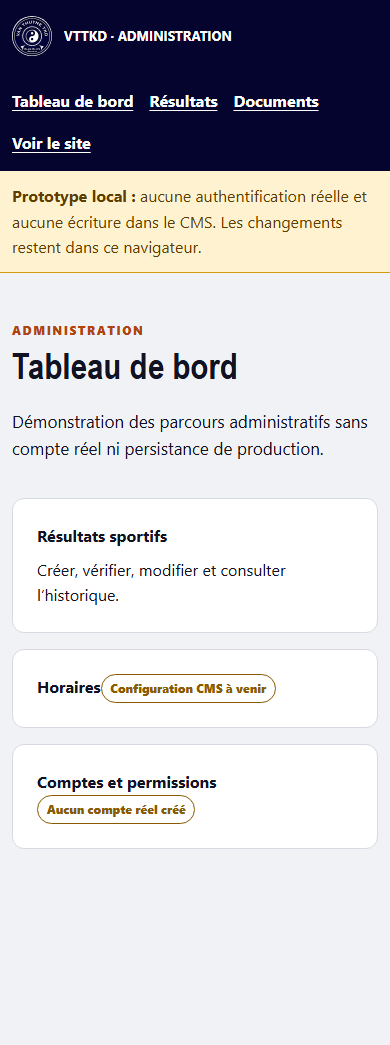 VTTKD · ADMINISTRATION
Tableau de bord Résultats Documents
Voir le site
Prototype local : aucune authentification réelle et
aucune écriture dans le CMS. Les changements
restent dans ce navigateur.
ADMINISTRATION
Tableau de bord
Démonstration des parcours administratifs sans
compte réel ni persistance de production.
Résultats sportifs
Créer, vérifier, modifier et consulter
l’historique.
Horaires Configuration CMS à venir
Comptes et permissions
Aucun compte réel créé